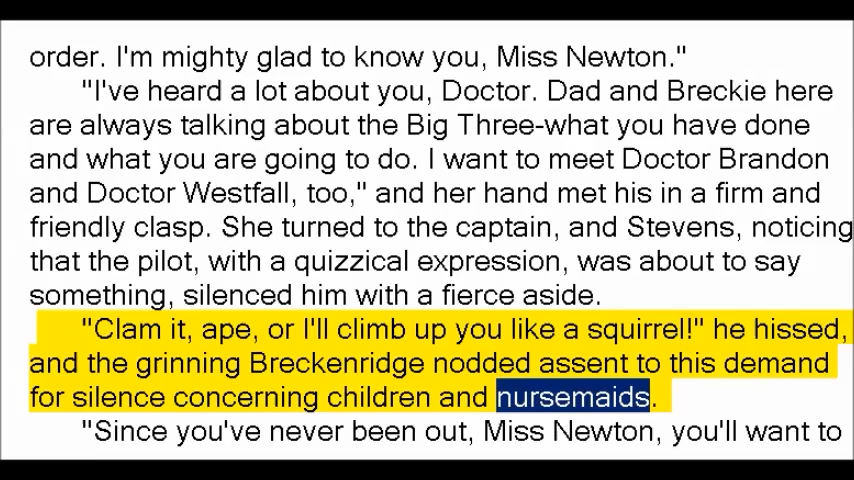 order. I'm mighty glad to know you, Miss Newton."
"I've heard a lot about you, Doctor. Dad and Breckie here
are always talking about the Big Three-what you have done
and what you are going to do. I want to meet Doctor Brandon
and Doctor Westfall, too," and her hand met his in a firm and
friendly clasp. She turned to the captain, and Stevens, noticing
that the pilot, with a quizzical expression, was about to say
something, silenced him with a fierce aside.
"Clam it, ape, or I'll climb up you like a squirrel!" he hissed,
and the grinning Breckenridge nodded assent to this demand
for silence concerning children and nursemaids.
"Since you've never been out, Miss Newton, you'll want to